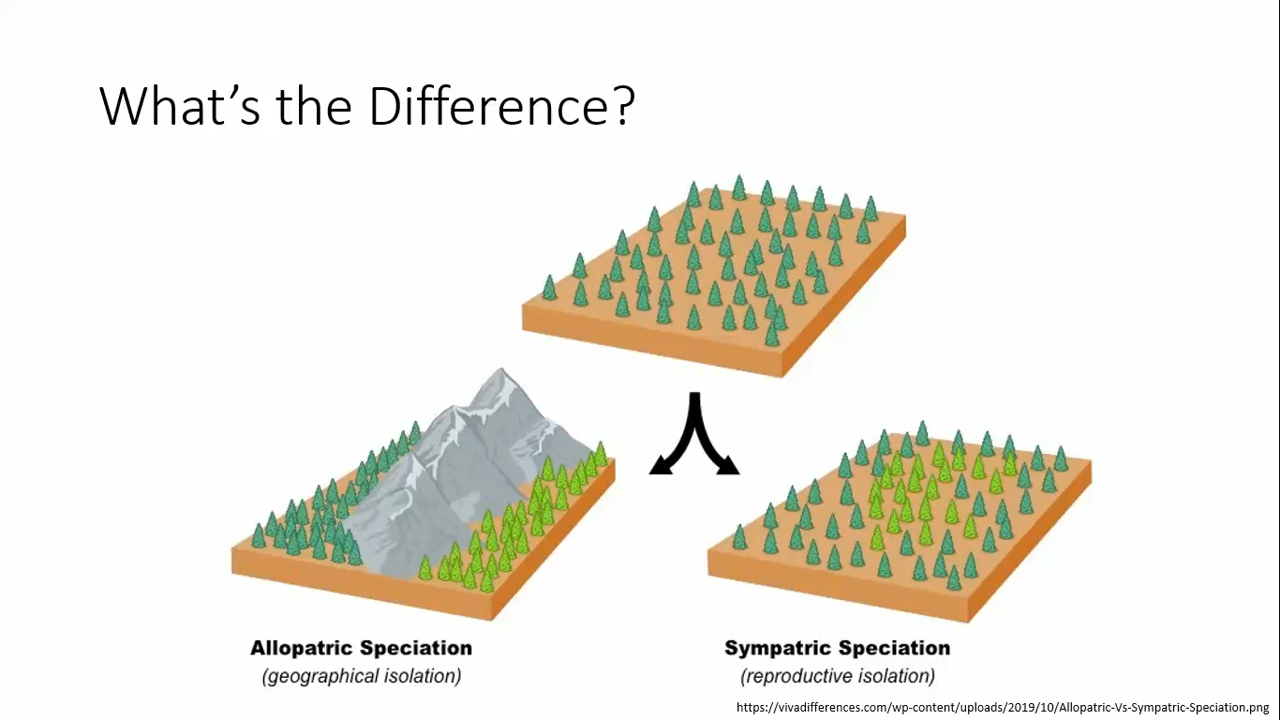 What's the Difference?
Allopatric Speciation
(geographical isolation)
Sympatric Speciation
(reproductive isolation)
https://vivadifferences.com/wp-content/uploads/2019/10/Allopatric-Vs-Sympatric-Speciation.png